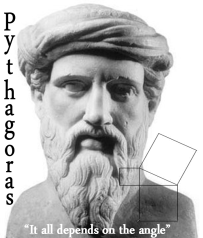 Pythagoras
"It all depends on the angle"